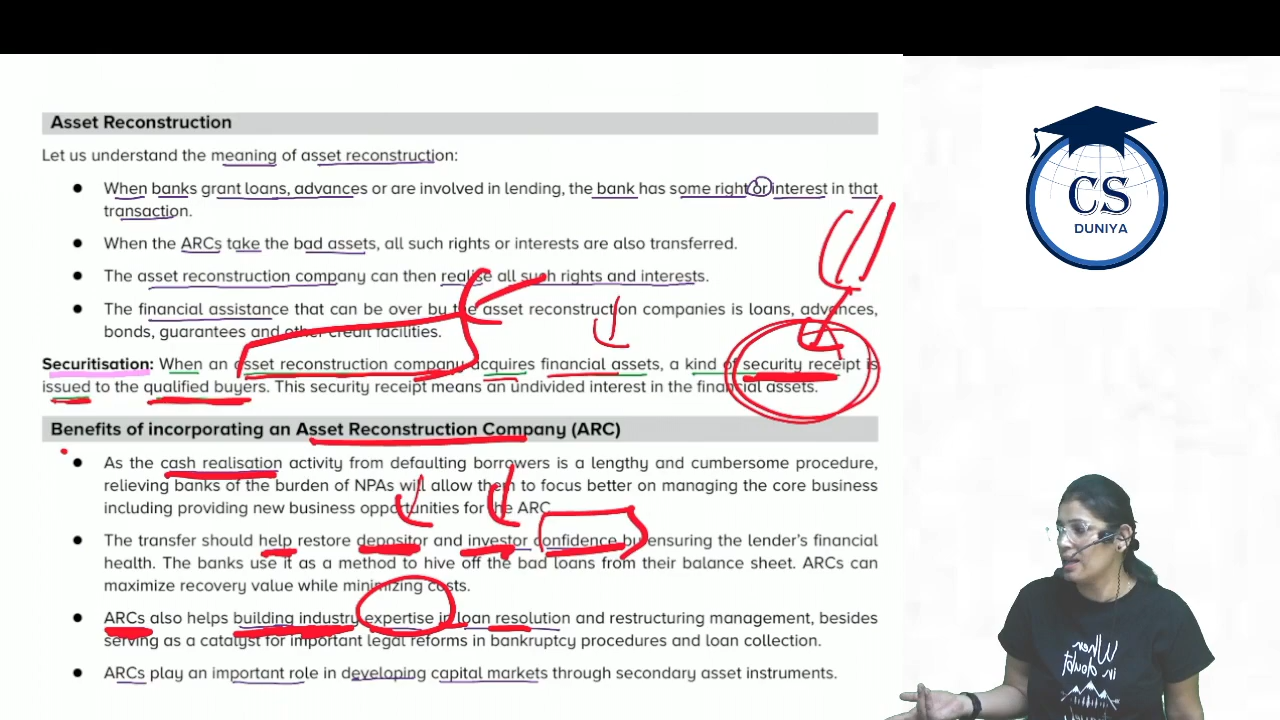 Asset Reconstruction
Let us understand the meaning of asset reconstruction:
● When banks grant loans, advances or are involved in lending, the bank has some right or interest in that
transaction.
● When the ARCs take the bad assets, all such rights or interests are also transferred.
● The asset reconstruction company can then realise all such rights and interests.
● The financial assistance that can be over by the asset reconstruction companies is loans, advances,
bonds, guarantees and other credit facilities.
Securitisation: When an asset reconstruction company acquires financial assets, a kind of security receipt is
issued to the qualified buyers. This security receipt means an undivided interest in the financial assets.
Benefits of incorporating an Asset Reconstruction Company (ARC)
● As the cash realisation activity from defaulting borrowers is a lengthy and cumbersome procedure,
relieving banks of the burden of NPAs will allow them to focus better on managing the core business
including providing new business opportunities for the ARC.
● The transfer should help restore depositor and investor confidence by ensuring the lender's financial
health. The banks use it as a method to hive off the bad loans from their balance sheet. ARCs can
maximize recovery value while minimizing costs.
● ARCs also helps building industry expertise in loan resolution and restructuring management, besides
serving as a catalyst for important legal reforms in bankruptcy procedures and loan collection.
● ARCs play an important role in developing capital markets through secondary asset instruments.
CS
DUNIYA
When
in doubt